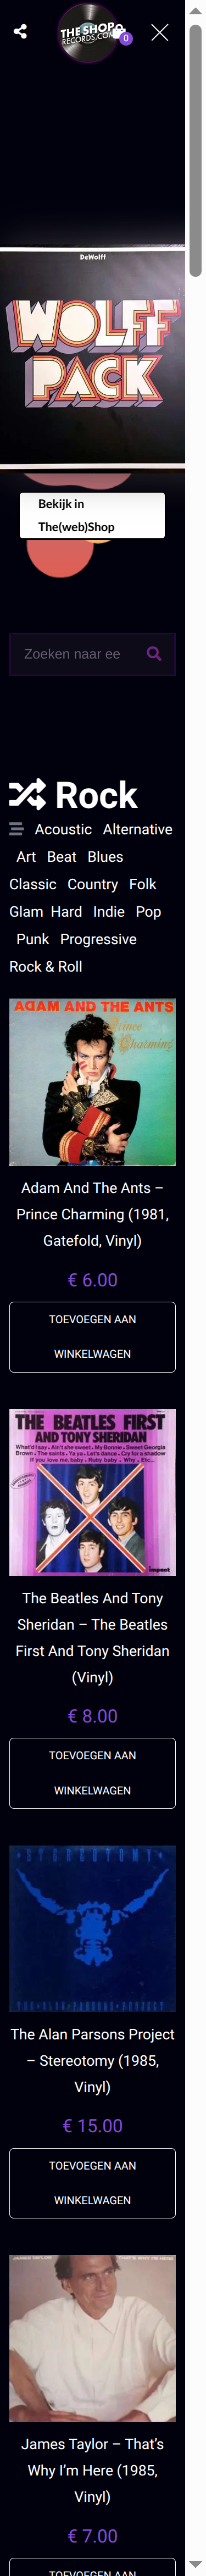 THE SHOP
RECORDS.COM
0
DeWolff
WOLFF
PACK
Bekijk in
The(web)Shop
Zoeken naar ee
Rock
Acoustic Alternative
Art Beat Blues
Classic Country Folk
Glam Hard Indie Pop
Punk Progressive
Rock & Roll
ADAM AND THE ANTS
Prince
Charming
Adam And The Ants –
Prince Charming (1981,
Gatefold, Vinyl)
€ 6.00
TOEVOEGEN AAN
WINKELWAGEN
THE BEATLES FIRST
AND TONY SHERIDAN
What'd I say • Ain't she sweet • My Bonnie • Sweet Georgia
Brown • The saints • Ya ya • Let's dance • Cry for a shadow
If you love me, baby • Ruby baby • Why • Etc...
impact
The Beatles And Tony
Sheridan – The Beatles
First And Tony Sheridan
(Vinyl)
€ 8.00
TOEVOEGEN AAN
WINKELWAGEN
STEREOTOMY
THE ALAN PARSONS PROJECT
The Alan Parsons Project
– Stereotomy (1985,
Vinyl)
€ 15.00
TOEVOEGEN AAN
WINKELWAGEN
JAMES TAYLOR
THAT'S WHY I'M HERE
James Taylor – That’s
Why I’m Here (1985,
Vinyl)
€ 7.00
TOEVOEGEN AAN